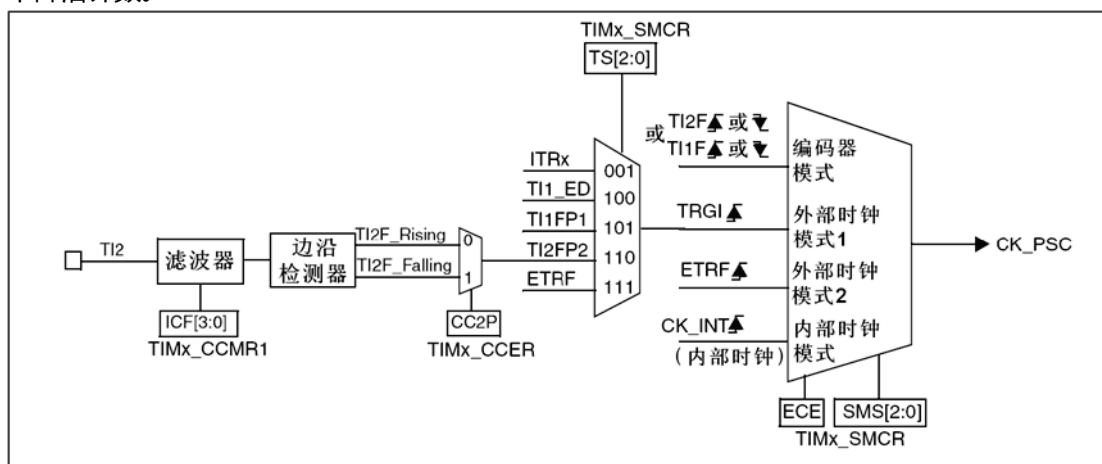 TIMx_SMCR
TS[2:0]
TI2F 或
或
TI1F 或
编码器
模式
ITRx
001
TI1_ED
100
TI1FP1
101
TI2FP2
110
ETRF
111
TRGI
外部时钟
模式1
CK_PSC
TI2
滤波器
边沿
检测器
TI2F_Rising
0
TI2F_Falling
1
ETRF
外部时钟
模式2
ICF[3:0]
TIMx_CCMR1
CC2P
TIMx_CCER
CK_INT
(内部时钟)
内部时钟
模式
ECE
SMS[2:0]
TIMx_SMCR